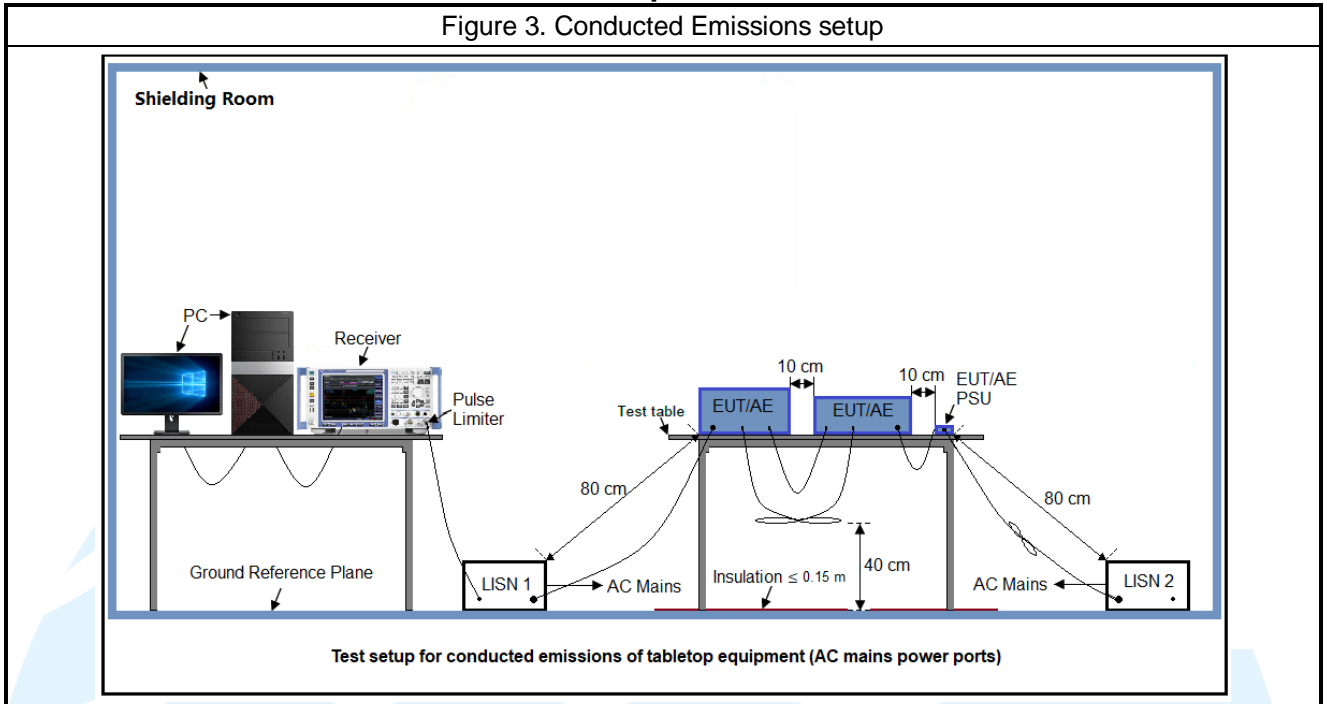 Figure 3. Conducted Emissions setup
Shielding Room
PC
Receiver
Pulse
Limiter
Test table
10 cm
10 cm
EUT/AE
PSU
EUT/AE
EUT/AE
80 cm
80 cm
40 cm
Ground Reference Plane
LISN 1
AC Mains
Insulation ≤ 0.15 m
AC Mains
LISN 2
Test setup for conducted emissions of tabletop equipment (AC mains power ports)